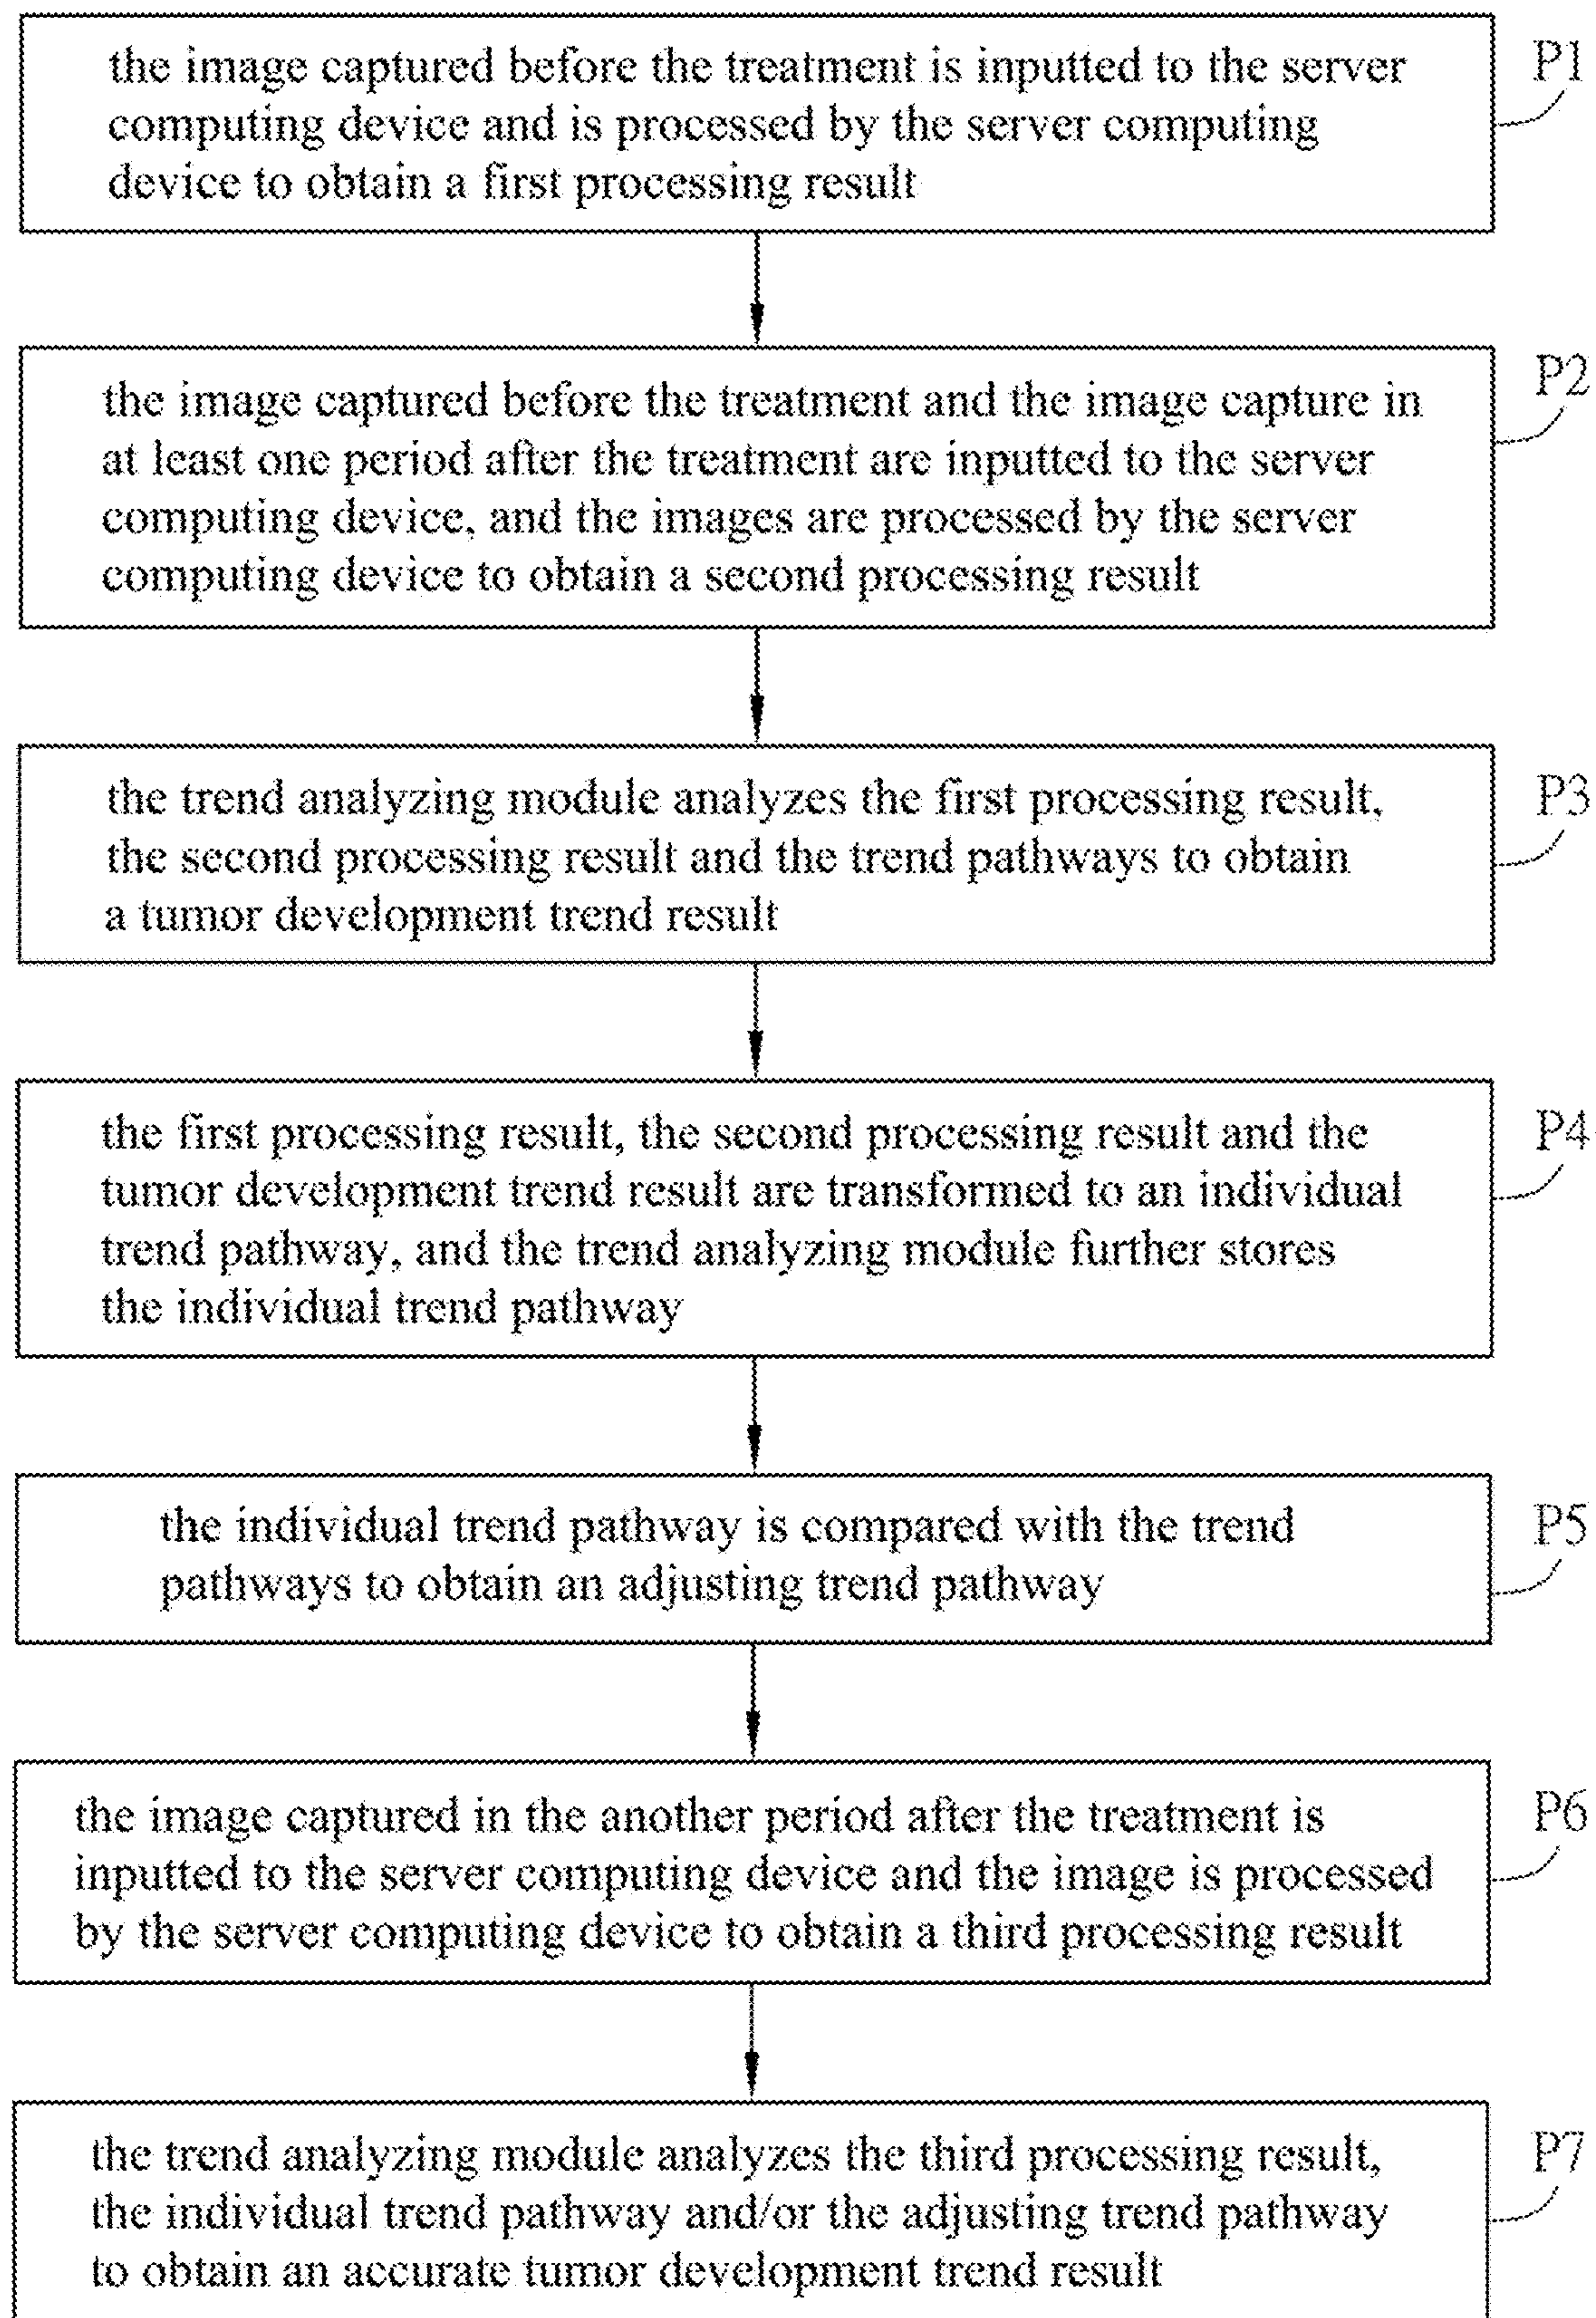 the image captured before the treatment is inputted to the server
computing device and is processed by the server computing
device to obtain a first processing result
P1
the image captured before the treatment and the image capture in
at least one period after the treatment are inputted to the server
computing device, and the images are processed by the server
computing device to obtain a second processing result
P2
the trend analyzing module analyzes the first processing result,
the second processing result and the trend pathways to obtain
a tumor development trend result
P3
the first processing result, the second processing result and the
tumor development trend result are transformed to an individual
trend pathway, and the trend analyzing module further stores
the individual trend pathway
P4
the individual trend pathway is compared with the trend
pathways to obtain an adjusting trend pathway
P5
the image captured in the another period after the treatment is
inputted to the server computing device and the image is processed
by the server computing device to obtain a third processing result
P6
the trend analyzing module analyzes the third processing result,
the individual trend pathway and/or the adjusting trend pathway
to obtain an accurate tumor development trend result
P7